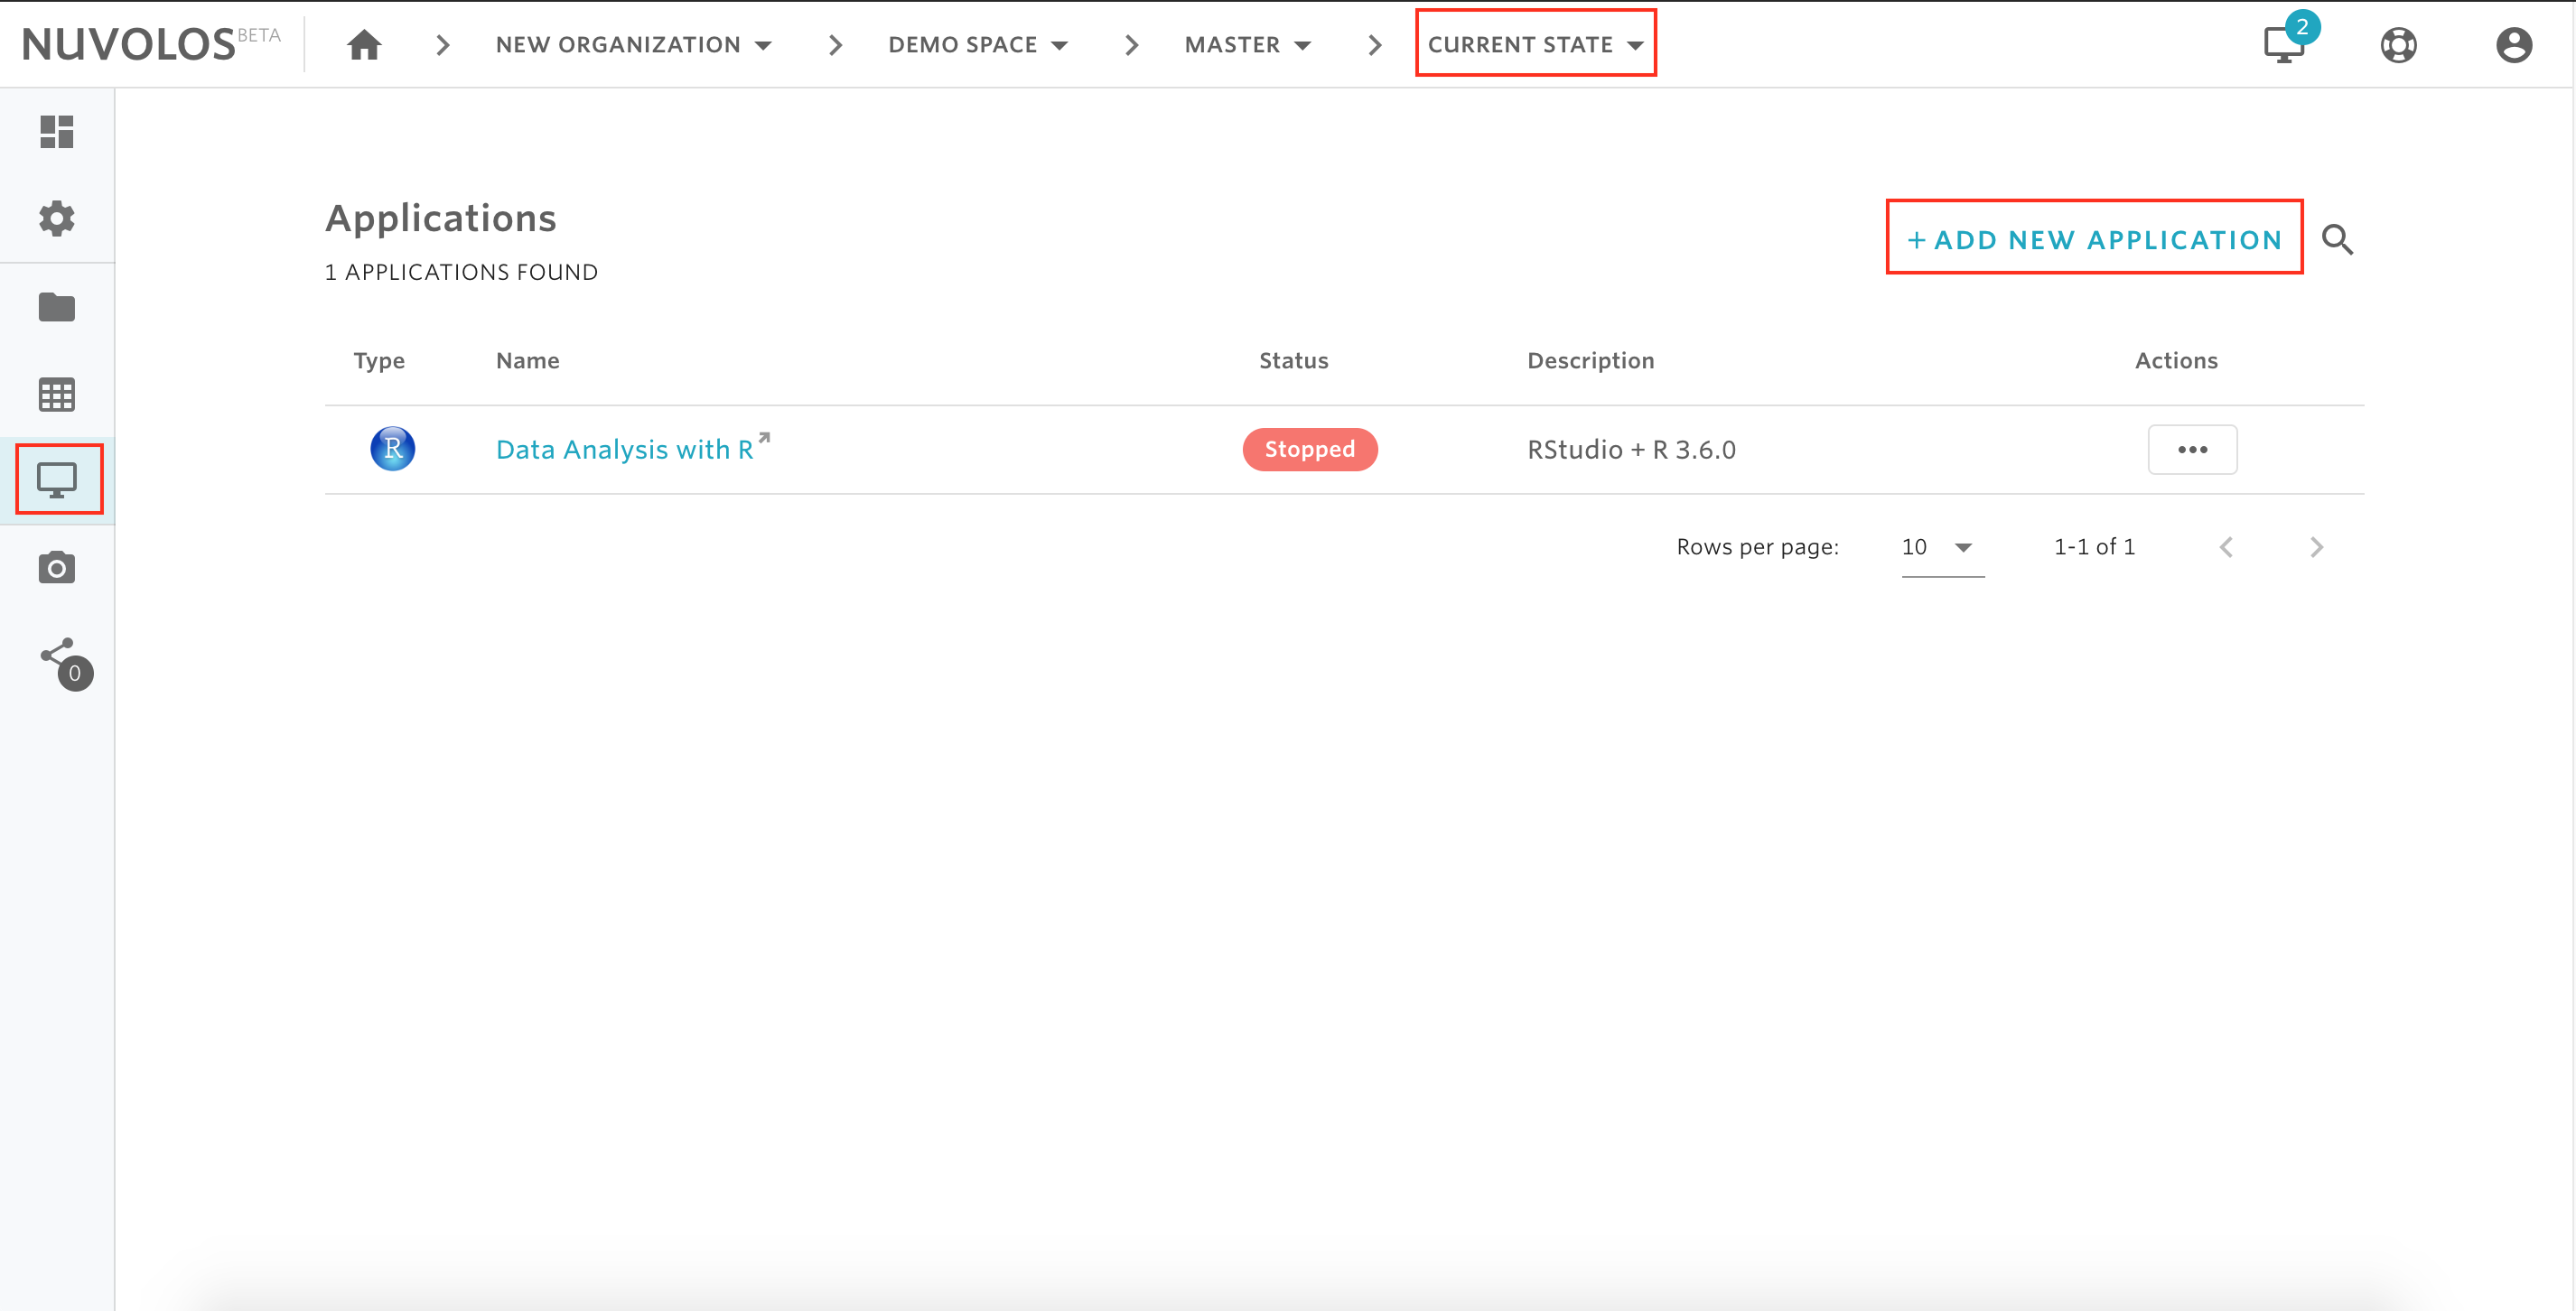 NUVOLOS BETA
NEW ORGANIZATION
DEMO SPACE
MASTER
CURRENT STATE
2
Applications
1 APPLICATIONS FOUND
+ ADD NEW APPLICATION
Type Name Status Description Actions
R Data Analysis with R Stopped RStudio + R 3.6.0
Rows per page: 10 1-1 of 1
0